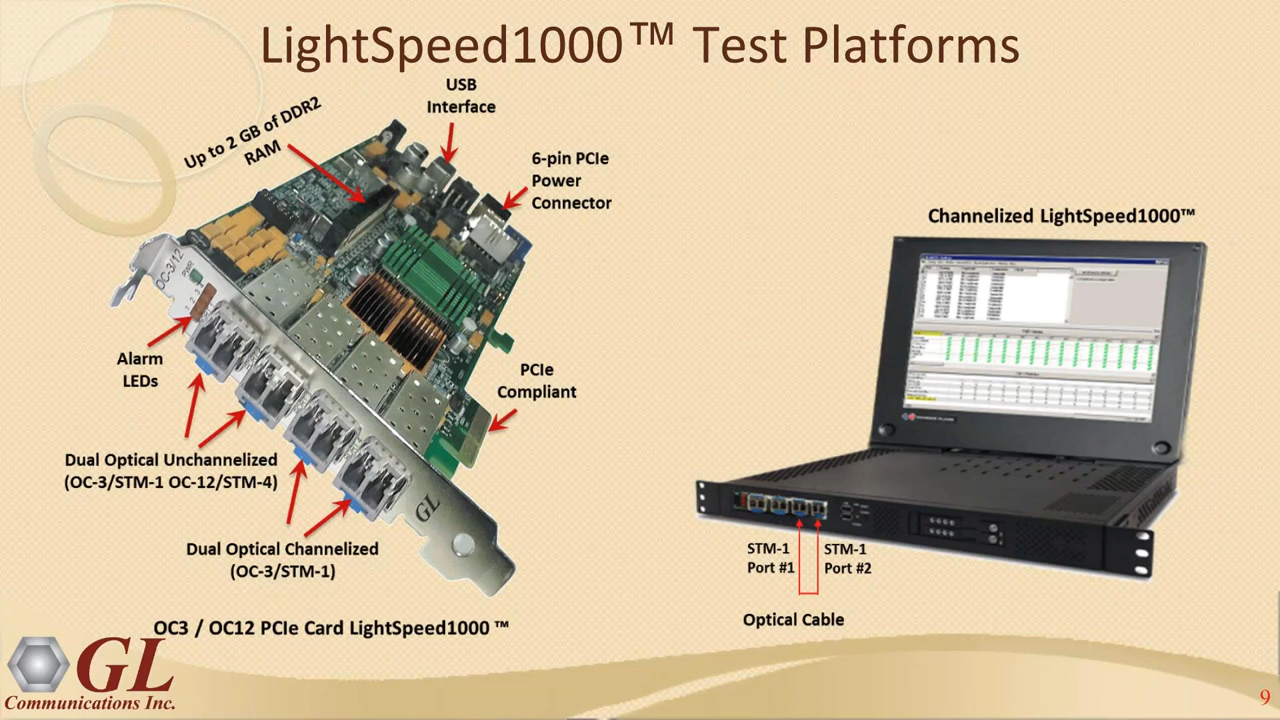 LightSpeed1000™ Test Platforms
USB
Interface
Up to 2 GB of DDR2
RAM
6-pin PCIe
Power
Connector
Channelized LightSpeed1000™
OC-3/12
PWR
Alarm
LEDs
PCIe
Compliant
Dual Optical Unchannelized
(OC-3/STM-1 OC-12/STM-4)
GL
Dual Optical Channelized
(OC-3/STM-1)
STM-1
Port #1
STM-1
Port #2
Optical Cable
OC3 / OC12 PCIe Card LightSpeed1000 ™
GL
Communications Inc.
9